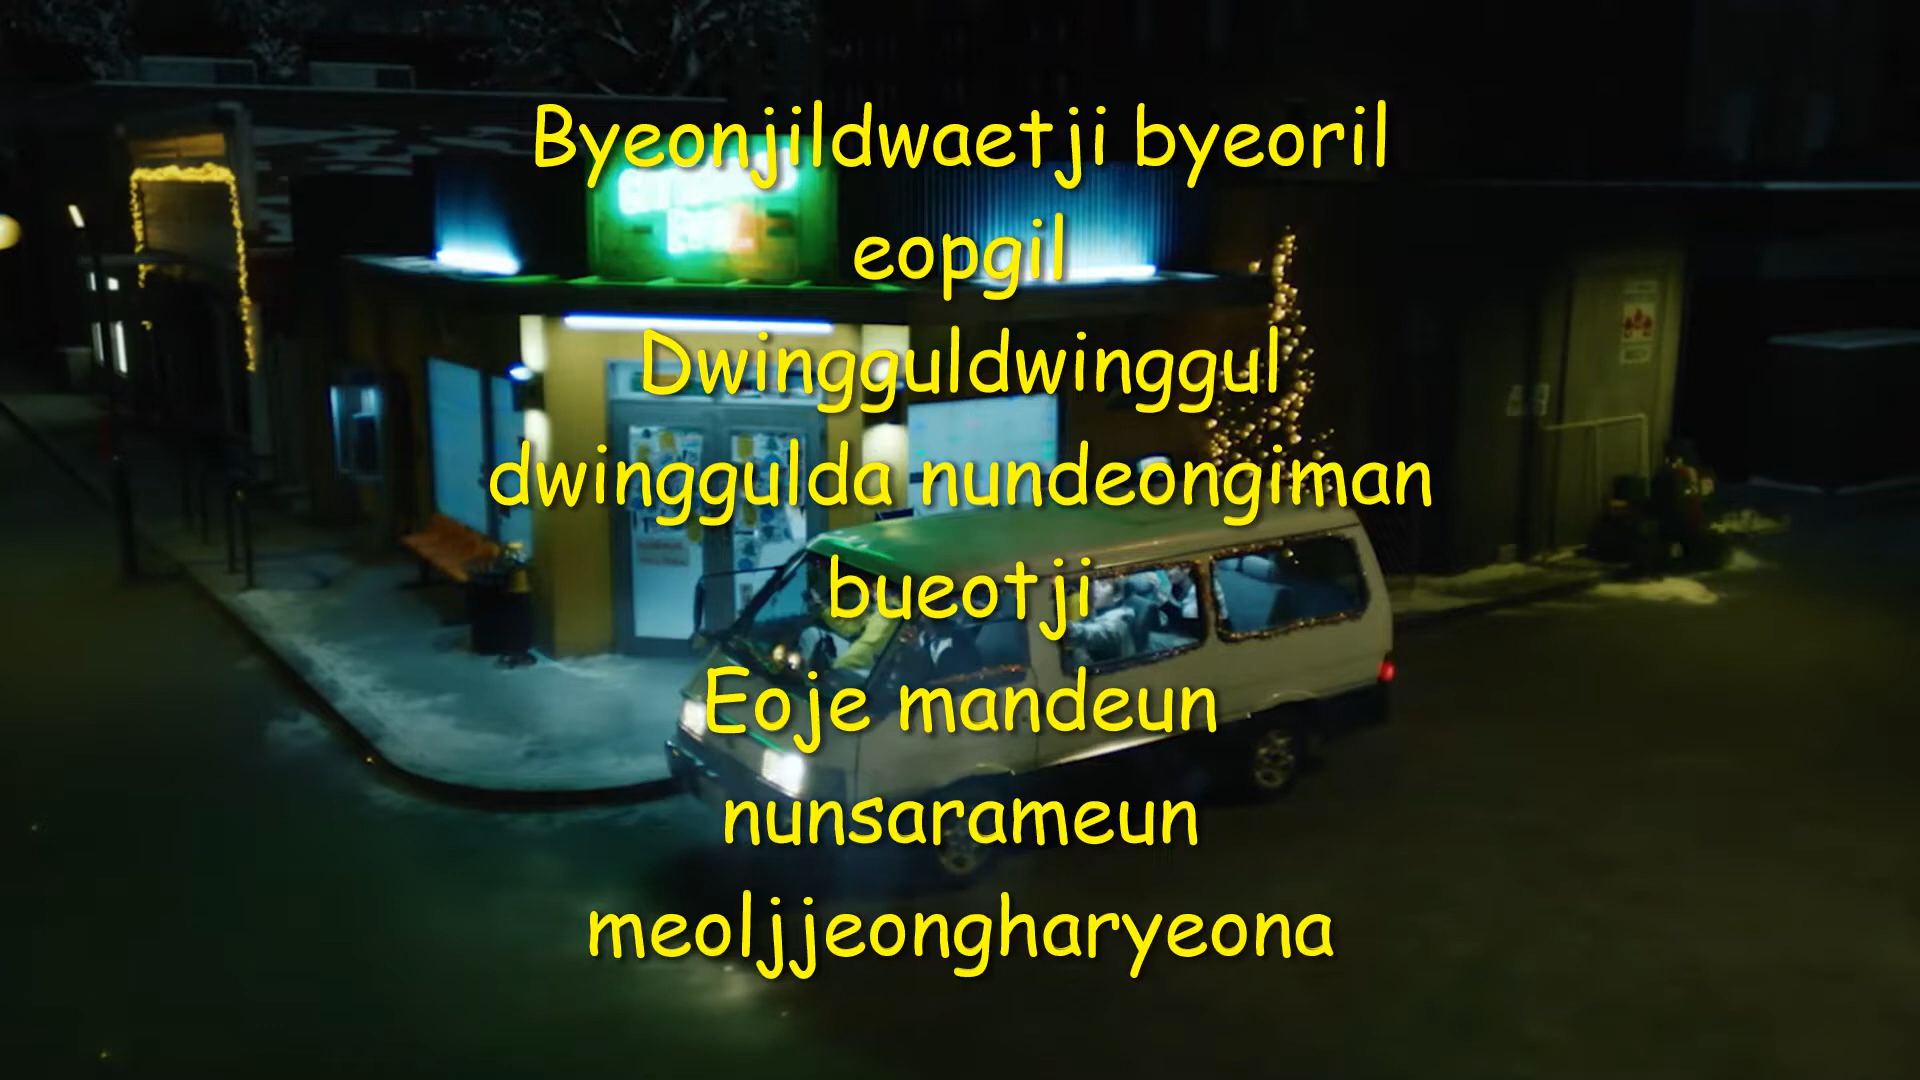 Byeonjildwaetji byeoril
eopgil
Dwingguldwinggul
dwinggulda nundeongiman
bueotji
Eoje mandeun
nunsarameun
meoljjeongharyeona